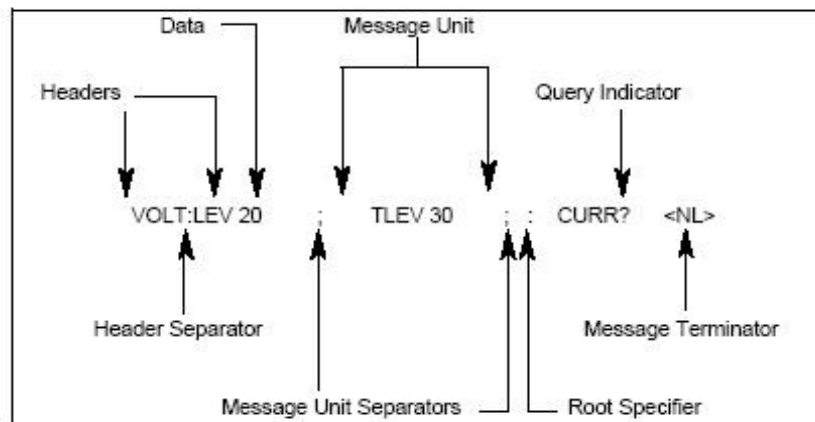 Data Message Unit
Headers Query Indicator
VOLT:LEV 20 ; TLEV 30 ; : CURR? <NL>
Header Separator Message Terminator
Message Unit Separators Root Specifier